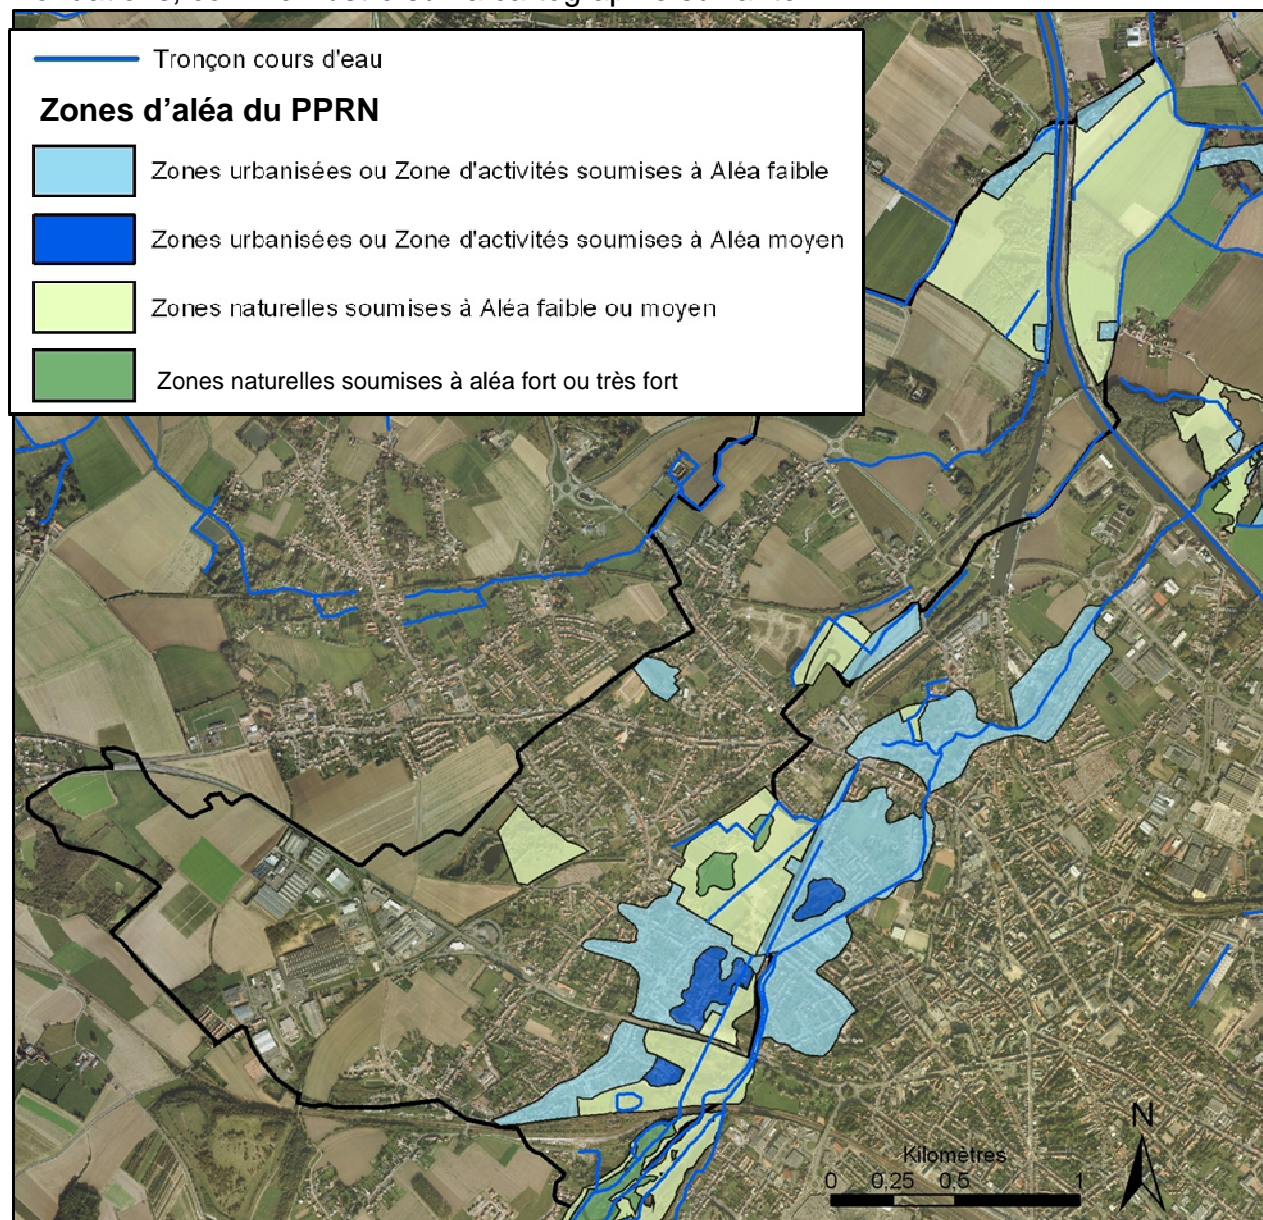 Tronçon cours d'eau
Zones d'aléa du PPRN
Zones urbanisées ou Zone d'activités soumises à Aléa faible
Zones urbanisées ou Zone d'activités soumises à Aléa moyen
Zones naturelles soumises à Aléa faible ou moyen
Zones naturelles soumises à aléa fort ou très fort
N
Kilomètres
0 0,25 0,5 1